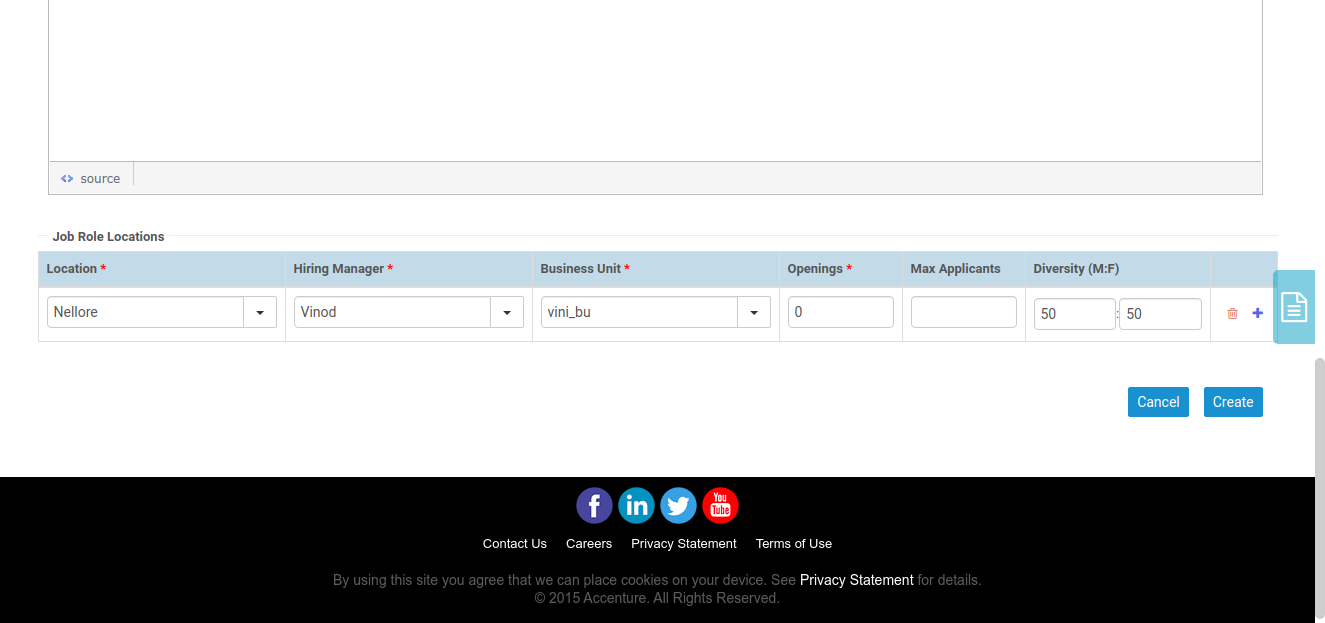 source
Job Role Locations
Location * Hiring Manager * Business Unit * Openings * Max Applicants Diversity (M:F)
Nellore Vinod vini_bu 0 50 : 50
Cancel Create
f in You Tube
Contact Us Careers Privacy Statement Terms of Use
By using this site you agree that we can place cookies on your device. See Privacy Statement for details.
© 2015 Accenture. All Rights Reserved.